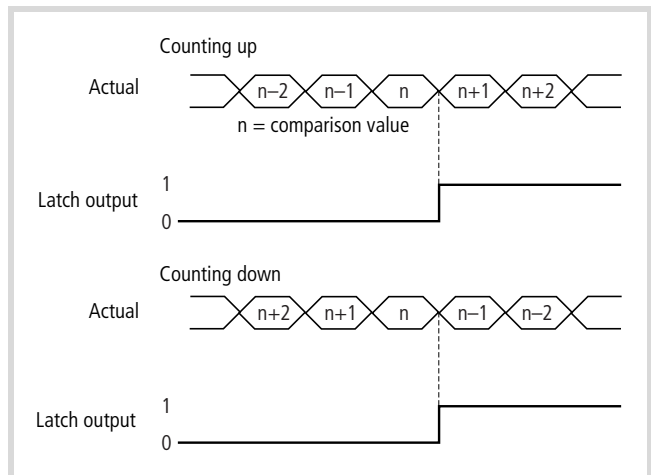 Counting up
Actual n–2 n–1 n n+1 n+2
n = comparison value
1
Latch output
0
Counting down
Actual n+2 n+1 n n–1 n–2
1
Latch output
0